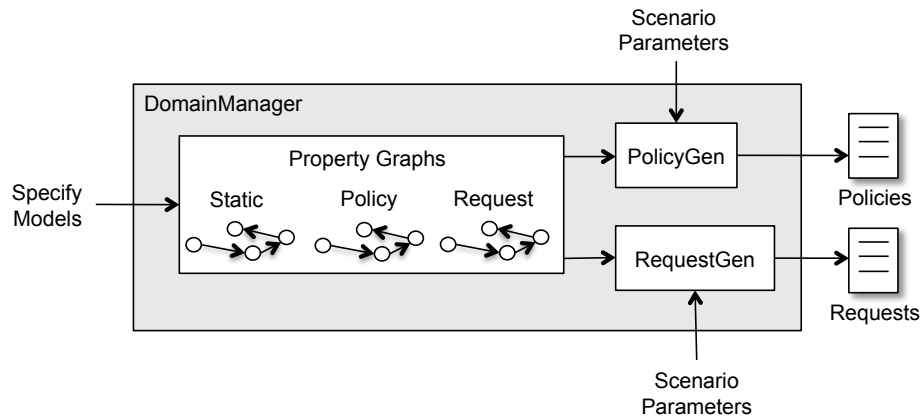 Scenario
Parameters
DomainManager
Property Graphs
Static
Policy
Request
Specify
Models
PolicyGen
Policies
RequestGen
Requests
Scenario
Parameters